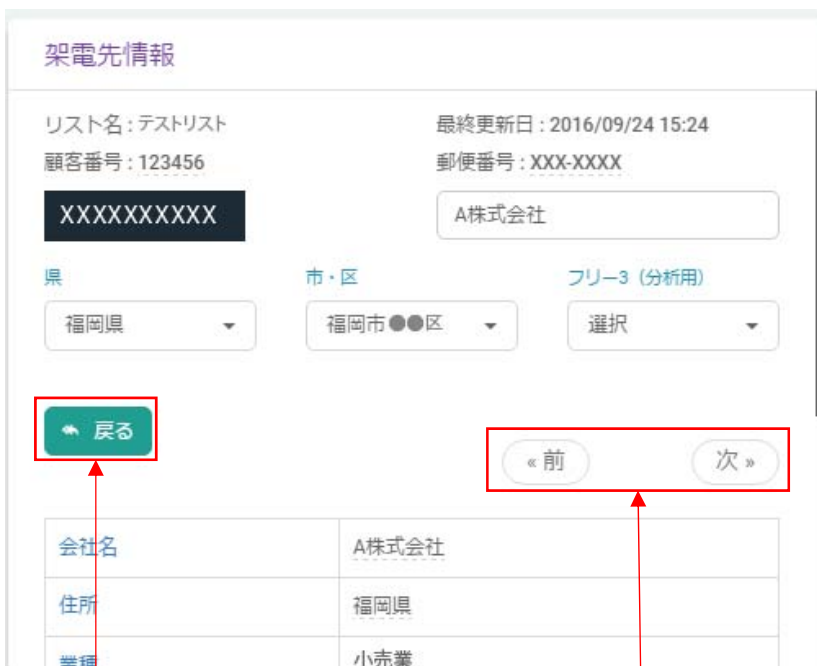 架電先情報
リスト名 : テストリスト 最終更新日 : 2016/09/24 15:24
顧客番号 : 123456 郵便番号 : XXX-XXXX
XXXXXXXXXX A株式会社
県 市・区 フリー3（分析用）
福岡県 福岡市●●区 選択
戻る
« 前 次 »
会社名 A株式会社
住所 福岡県
業種 小売業